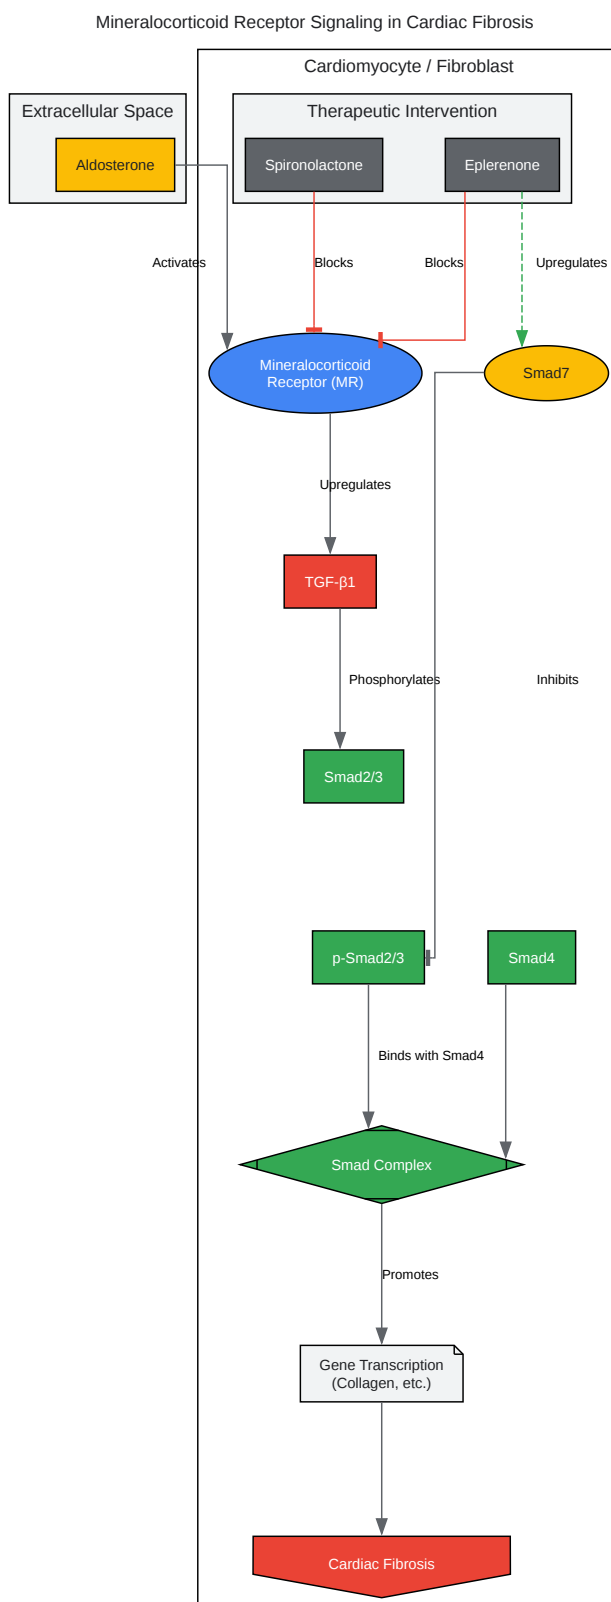 Mineralocorticoid Receptor Signaling in Cardiac Fibrosis
Cardiomyocyte / Fibroblast
Extracellular Space
Therapeutic Intervention
Aldosterone
Spironolactone
Eplerenone
Activates
Blocks
Blocks
Upregulates
Mineralocorticoid
Receptor (MR)
Smad7
Upregulates
TGF-β1
Phosphorylates
Inhibits
Smad2/3
p-Smad2/3
Smad4
Binds with Smad4
Smad Complex
Promotes
Gene Transcription
(Collagen, etc.)
Cardiac Fibrosis